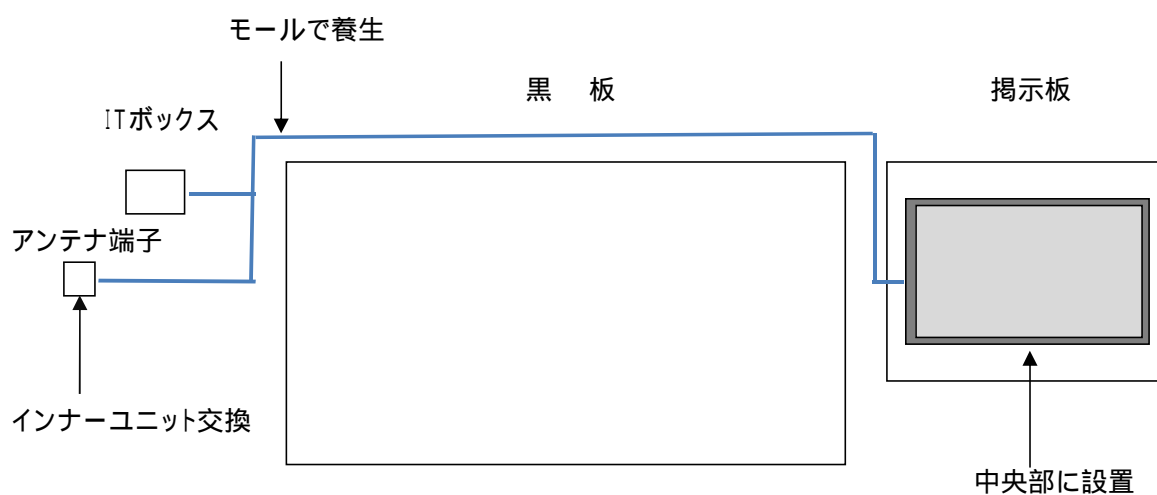 モールで養生
黒　板
掲示板
ITボックス
アンテナ端子
インナーユニット交換
中央部に設置